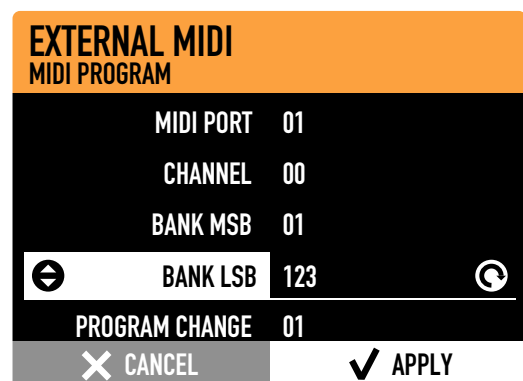 EXTERNAL MIDI
MIDI PROGRAM
MIDI PORT 01
CHANNEL 00
BANK MSB 01
BANK LSB 123
PROGRAM CHANGE 01
CANCEL APPLY